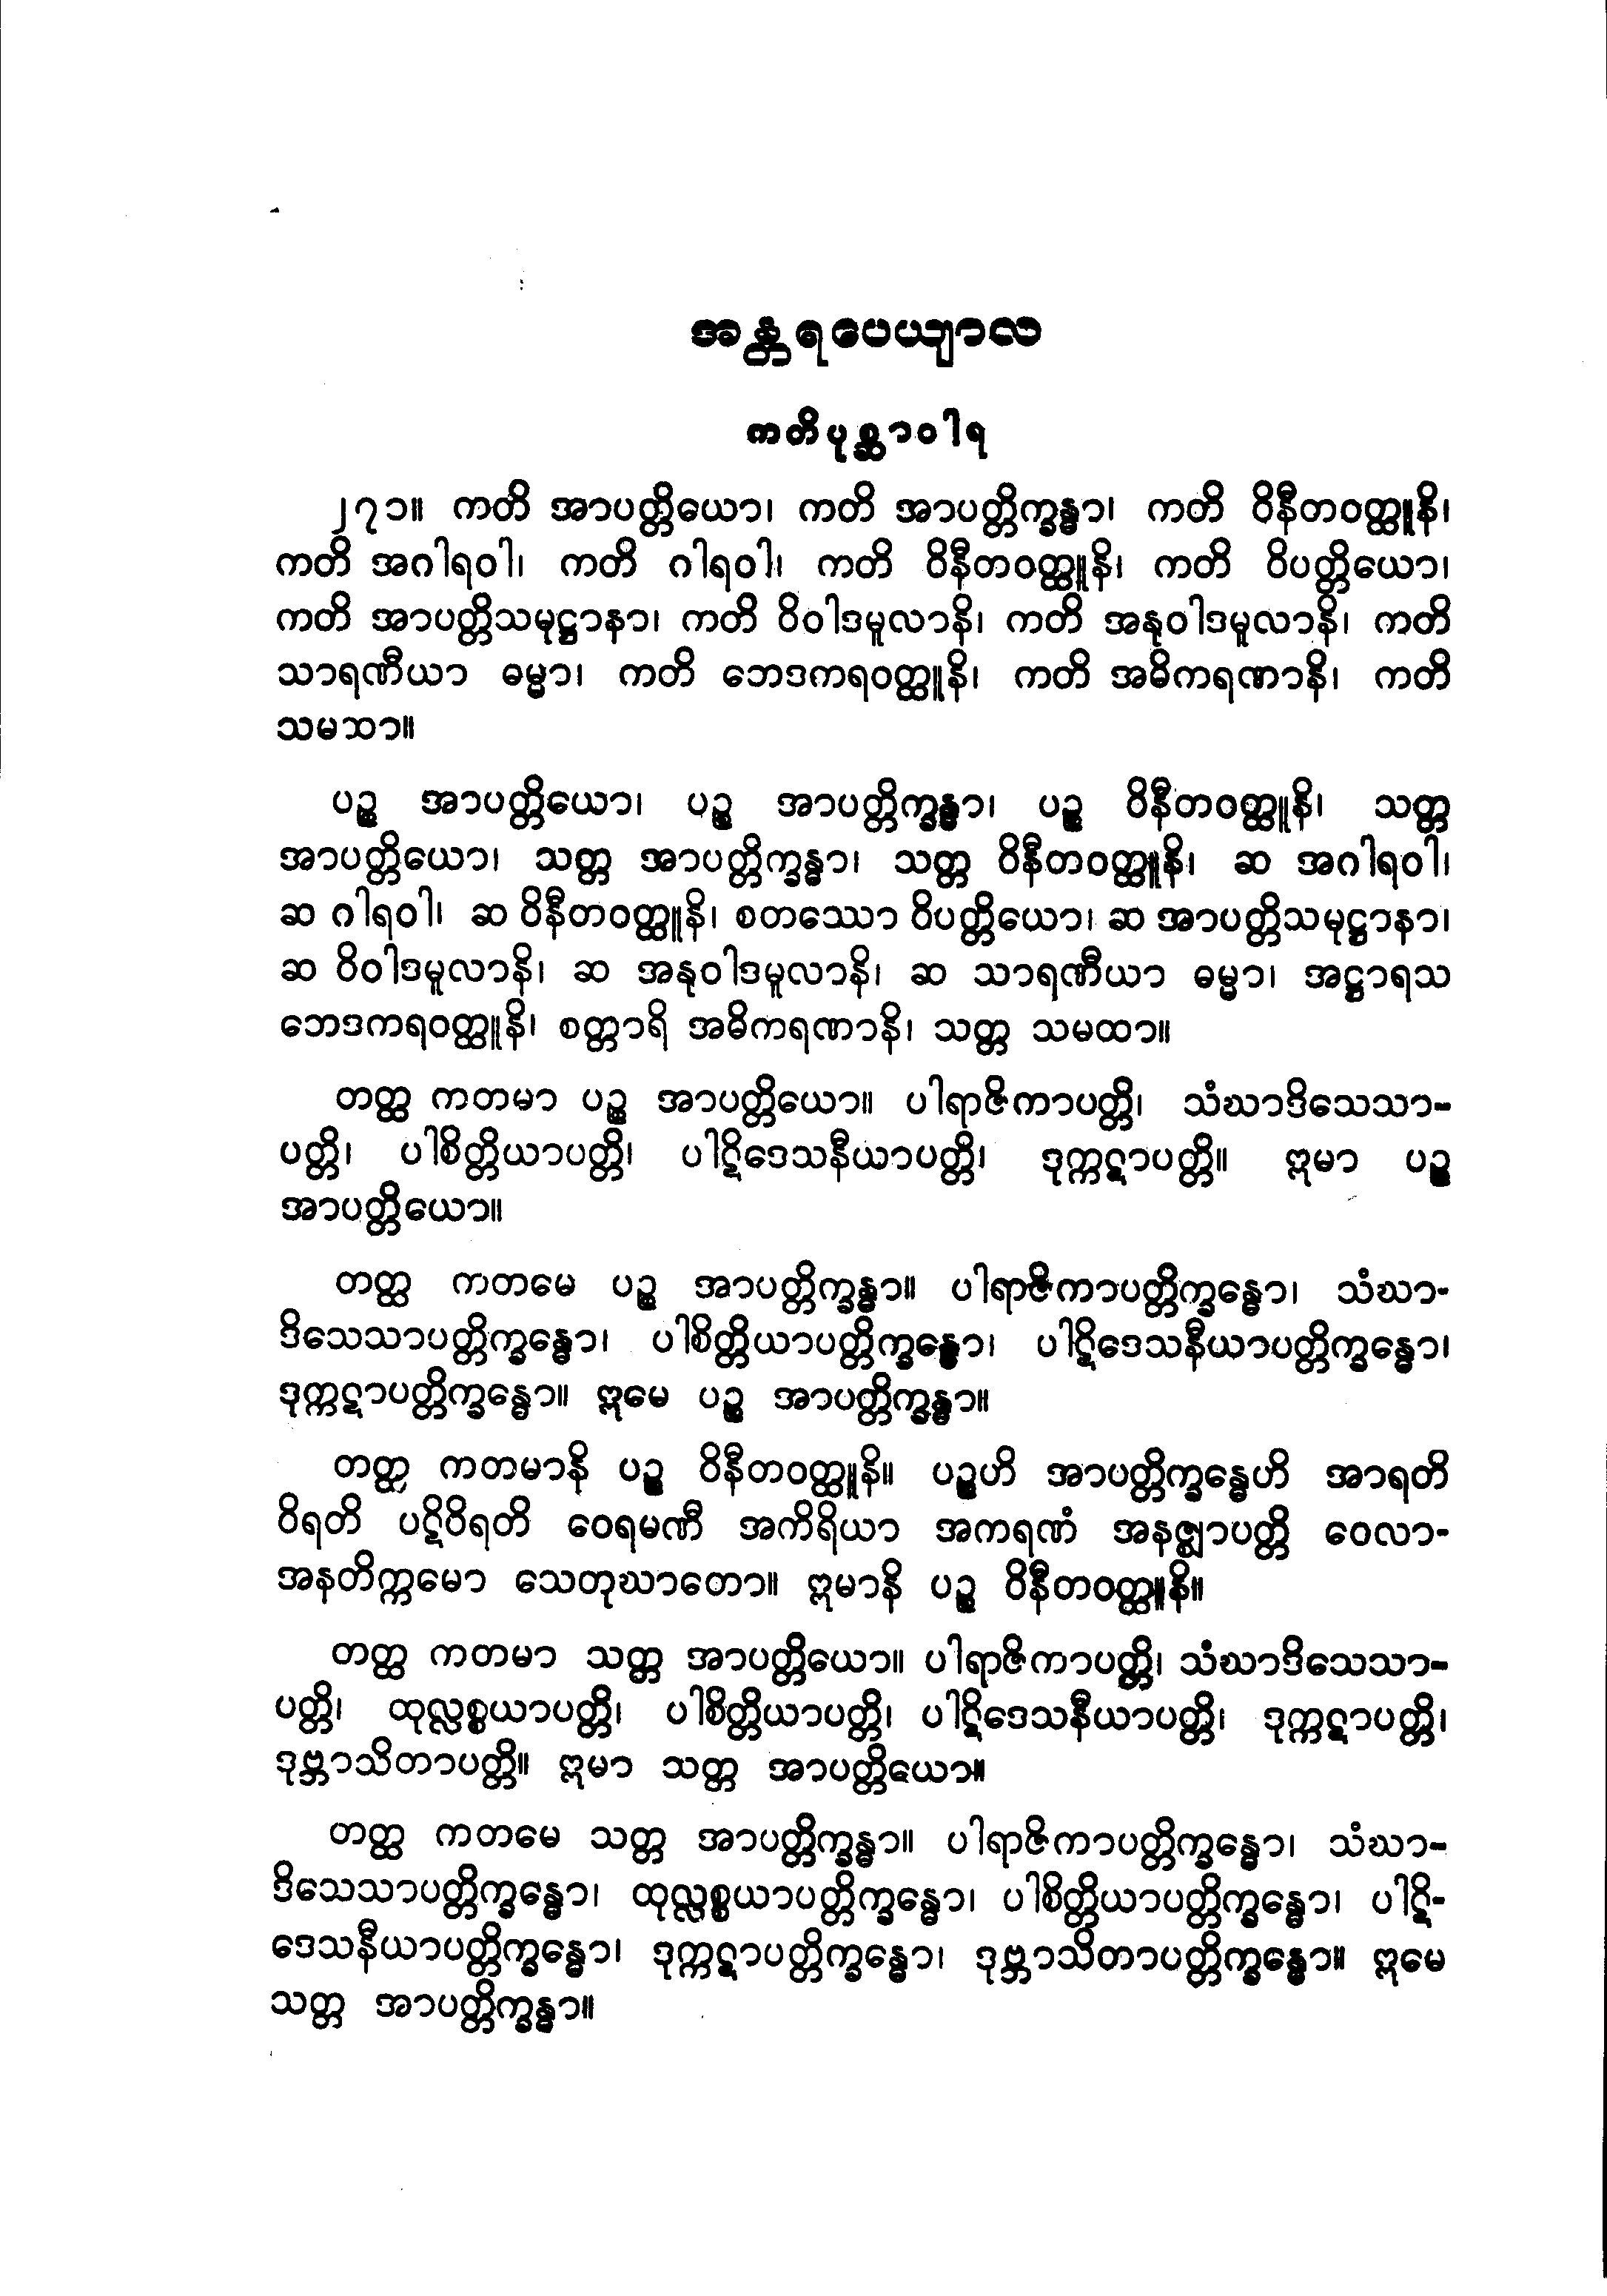 အန္တရပေယျာလ
ကတိပုစ္ဆာဝါရ
၂၇၁။ ကတိ အာပတ္တိယော၊ ကတိ အာပတ္တိက္ခန္ဓာ၊ ကတိ ဝိနီတဝတ္ထူနိ၊
ကတိ အဂါရဝါ၊ ကတိ ဂါရဝါ၊ ကတိ ဝိနီတဝတ္ထူနိ၊ ကတိ ဝိပတ္တိယော၊
ကတိ အာပတ္တိသမုဋ္ဌာနာ၊ ကတိ ဝိဝါဒမူလာနိ၊ ကတိ အနုဝါဒမူလာနိ၊ ကတိ
သာရဏီယာ ဓမ္မာ၊ ကတိ ဘေဒကရဝတ္ထူနိ၊ ကတိ အဓိကရဏာနိ၊ ကတိ
သမထာ။
ပဉ္စ အာပတ္တိယော၊ ပဉ္စ အာပတ္တိက္ခန္ဓာ၊ ပဉ္စ ဝိနီတဝတ္ထူနိ၊ သတ္တ
အာပတ္တိယော၊ သတ္တ အာပတ္တိက္ခန္ဓာ၊ သတ္တ ဝိနီတဝတ္ထူနိ၊ ဆ အဂါရဝါ၊
ဆ ဂါရဝါ၊ ဆ ဝိနီတဝတ္ထူနိ၊ စတဿော ဝိပတ္တိယော၊ ဆ အာပတ္တိသမုဋ္ဌာနာ၊
ဆ ဝိဝါဒမူလာနိ၊ ဆ အနုဝါဒမူလာနိ၊ ဆ သာရဏီယာ ဓမ္မာ၊ အဋ္ဌာရသ
ဘေဒကရဝတ္ထူနိ၊ စတ္တာရိ အဓိကရဏာနိ၊ သတ္တ သမထာ။
တတ္ထ ကတမာ ပဉ္စ အာပတ္တိယော။ ပါရာဇိကာပတ္တိ၊ သံဃာဒိသေသာ-
ပတ္တိ၊ ပါစိတ္တိယာပတ္တိ၊ ပါဋိဒေသနီယာပတ္တိ၊ ဒုက္ကဋာပတ္တိ။ ဣမာ ပဉ္စ
အာပတ္တိယော။
တတ္ထ ကတမေ ပဉ္စ အာပတ္တိက္ခန္ဓာ။ ပါရာဇိကာပတ္တိက္ခန္ဓော၊ သံဃာ-
ဒိသေသာပတ္တိက္ခန္ဓော၊ ပါစိတ္တိယာပတ္တိက္ခန္ဓော၊ ပါဋိဒေသနီယာပတ္တိက္ခန္ဓော၊
ဒုက္ကဋာပတ္တိက္ခန္ဓော။ ဣမေ ပဉ္စ အာပတ္တိက္ခန္ဓာ။
တတ္ထ ကတမာနိ ပဉ္စ ဝိနီတဝတ္ထူနိ။ ပဉ္စဟိ အာပတ္တိက္ခန္ဓေဟိ အာရတိ
ဝိရတိ ပဋိဝိရတိ ဝေရမဏီ အကိရိယာ အကရဏံ အနဇ္ဈာပတ္တိ ဝေလာ-
အနတိက္ကမော သေတုဃာတော။ ဣမာနိ ပဉ္စ ဝိနီတဝတ္ထူနိ။
တတ္ထ ကတမာ သတ္တ အာပတ္တိယော။ ပါရာဇိကာပတ္တိ၊ သံဃာဒိသေသာ-
ပတ္တိ၊ ထုလ္လစ္စယာပတ္တိ၊ ပါစိတ္တိယာပတ္တိ၊ ပါဋိဒေသနီယာပတ္တိ၊ ဒုက္ကဋာပတ္တိ၊
ဒုဗ္ဘာသိတာပတ္တိ။ ဣမာ သတ္တ အာပတ္တိယော။
တတ္ထ ကတမေ သတ္တ အာပတ္တိက္ခန္ဓာ။ ပါရာဇိကာပတ္တိက္ခန္ဓော၊ သံဃာ-
ဒိသေသာပတ္တိက္ခန္ဓော၊ ထုလ္လစ္စယာပတ္တိက္ခန္ဓော၊ ပါစိတ္တိယာပတ္တိက္ခန္ဓော၊ ပါဋိ-
ဒေသနီယာပတ္တိက္ခန္ဓော၊ ဒုက္ကဋာပတ္တိက္ခန္ဓော၊ ဒုဗ္ဘာသိတာပတ္တိက္ခန္ဓော။ ဣမေ
သတ္တ အာပတ္တိက္ခန္ဓာ။